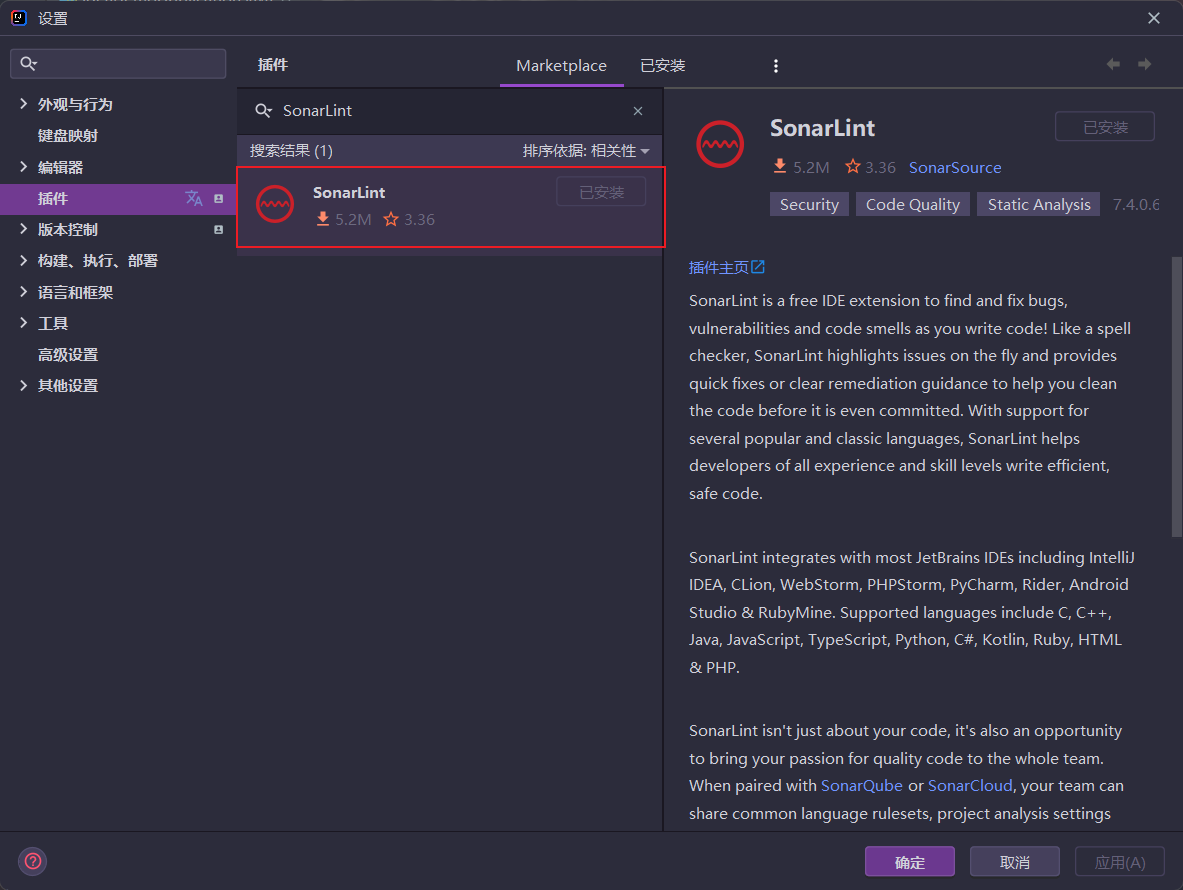 设置
插件
Marketplace
已安装
外观与行为
键盘映射
编辑器
插件
版本控制
构建、执行、部署
语言和框架
工具
高级设置
其他设置
SonarLint
搜索结果 (1)
排序依据: 相关性
SonarLint
已安装
5.2M
3.36
SonarLint
已安装
5.2M
3.36
SonarSource
Security
Code Quality
Static Analysis
7.4.0.6
插件主页
SonarLint is a free IDE extension to find and fix bugs,
vulnerabilities and code smells as you write code! Like a spell
checker, SonarLint highlights issues on the fly and provides
quick fixes or clear remediation guidance to help you clean
the code before it is even committed. With support for
several popular and classic languages, SonarLint helps
developers of all experience and skill levels write efficient,
safe code.
SonarLint integrates with most JetBrains IDEs including IntelliJ
IDEA, CLion, WebStorm, PHPStorm, PyCharm, Rider, Android
Studio & RubyMine. Supported languages include C, C++,
Java, JavaScript, TypeScript, Python, C#, Kotlin, Ruby, HTML
& PHP.
SonarLint isn't just about your code, it's also an opportunity
to bring your passion for quality code to the whole team.
When paired with SonarQube or SonarCloud, your team can
share common language rulesets, project analysis settings
确定
取消
应用(A)